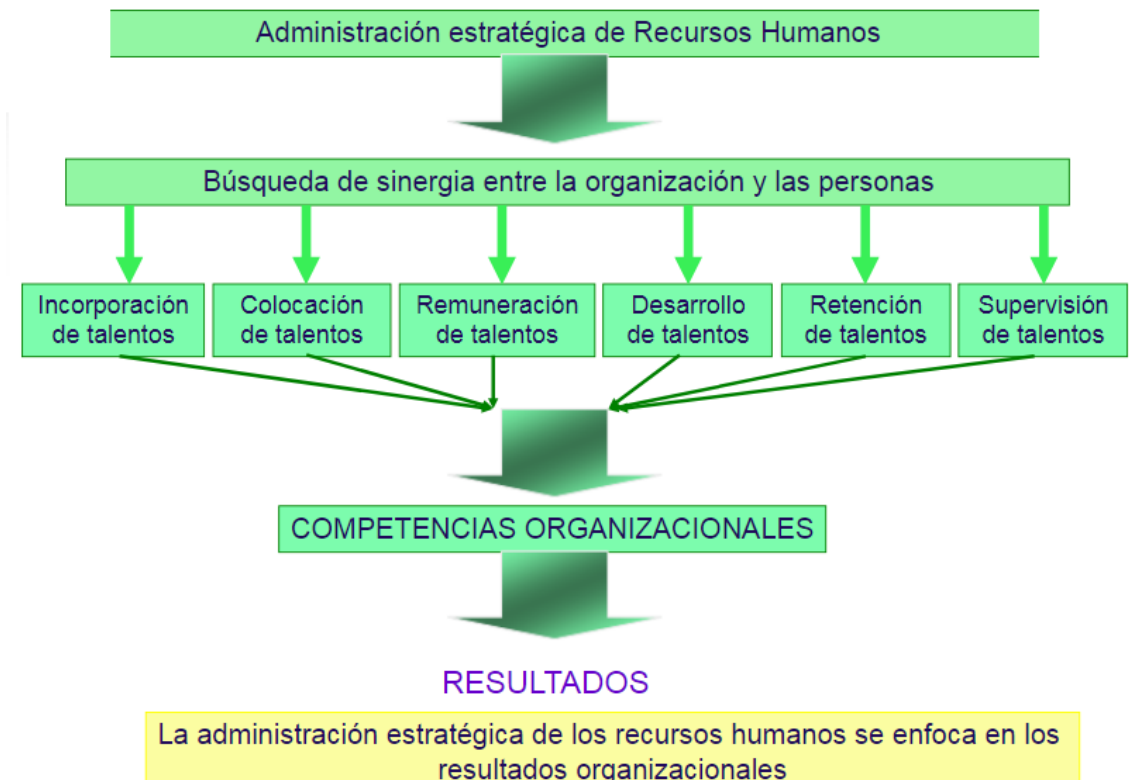 Administración estratégica de Recursos Humanos
Búsqueda de sinergia entre la organización y las personas
Incorporación
de talentos
Colocación
de talentos
Remuneración
de talentos
Desarrollo
de talentos
Retención
de talentos
Supervisión
de talentos
COMPETENCIAS ORGANIZACIONALES
RESULTADOS
La administración estratégica de los recursos humanos se enfoca en los
resultados organizacionales